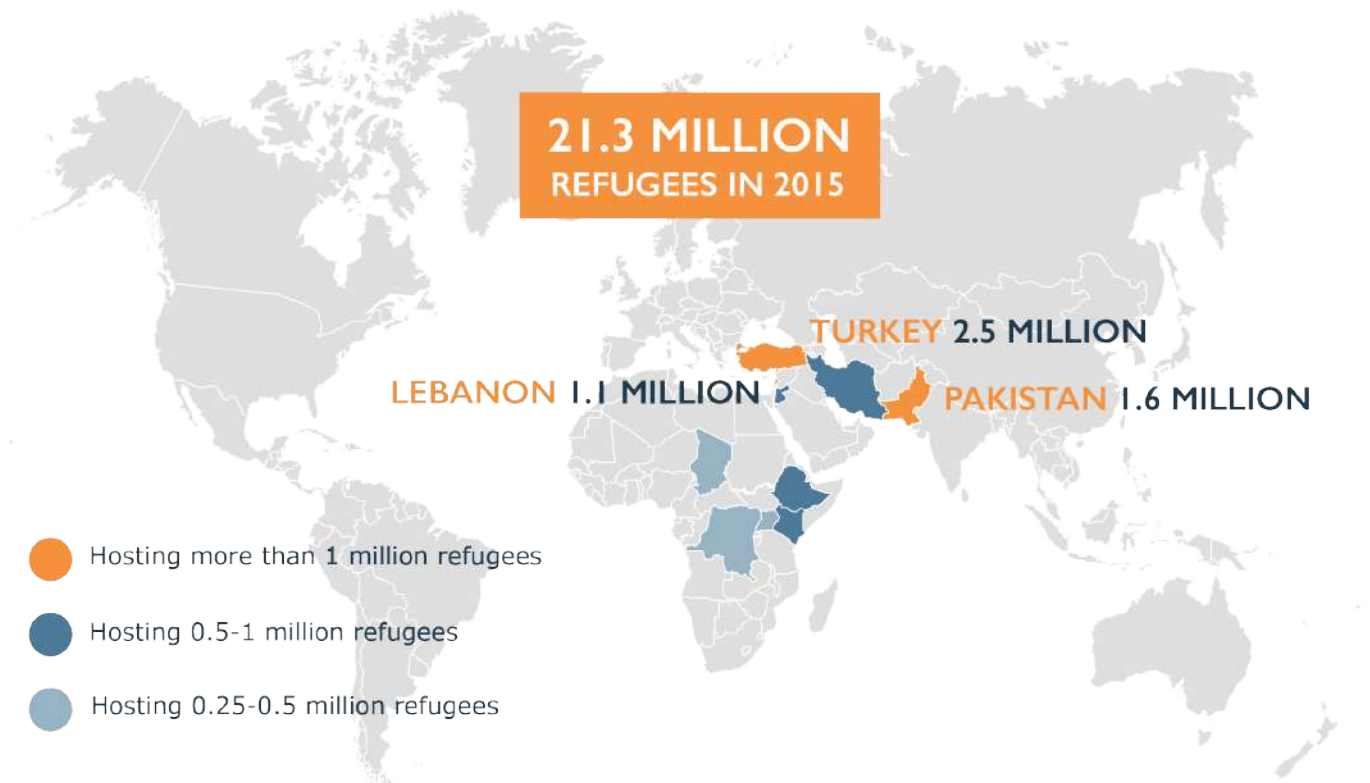 21.3 MILLION
REFUGEES IN 2015
TURKEY 2.5 MILLION
LEBANON 1.1 MILLION
PAKISTAN 1.6 MILLION
Hosting more than 1 million refugees
Hosting 0.5-1 million refugees
Hosting 0.25-0.5 million refugees